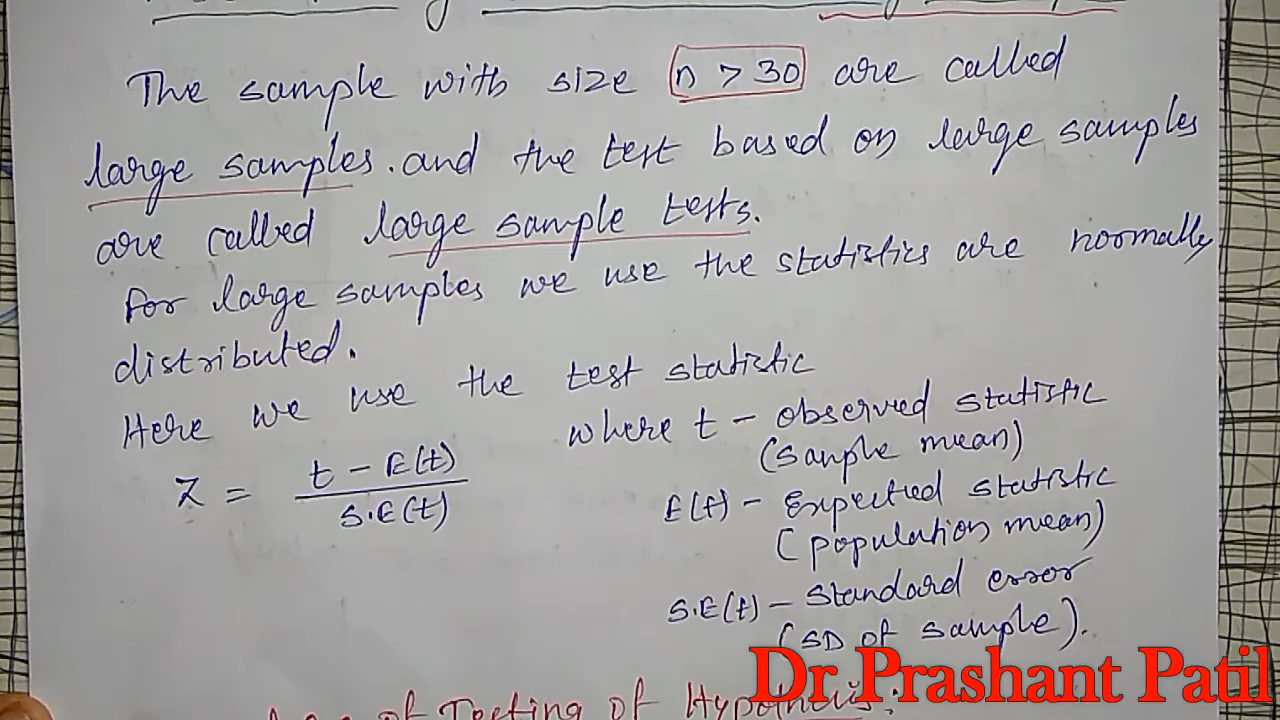 The sample with size n > 30 are called
large samples. and the test based on large samples
are called large sample tests.
For large samples we use the statistics are normally
distributed.
Here we use the test statistic
Z = t - E(t) / S.E(t)
where t - observed statistic
(sample mean)
E(t) - Expected statistic
(population mean)
S.E(t) - Standard error
(SD of sample).
of Testing of Hypothesis:
Dr Prashant Patil